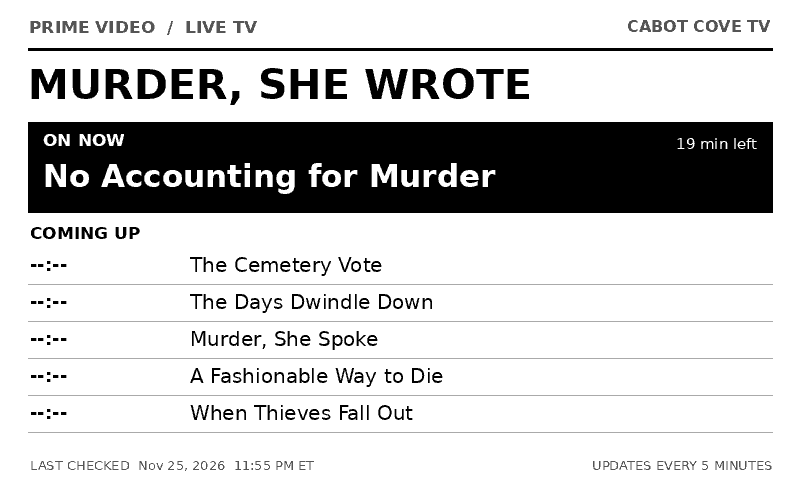 PRIME VIDEO / LIVE TV CABOT COVE TV
MURDER, SHE WROTE
ON NOW 19 min left
No Accounting for Murder
COMING UP
--:-- The Cemetery Vote
--:-- The Days Dwindle Down
--:-- Murder, She Spoke
--:-- A Fashionable Way to Die
--:-- When Thieves Fall Out
LAST CHECKED Nov 25, 2026 11:55 PM ET UPDATES EVERY 5 MINUTES